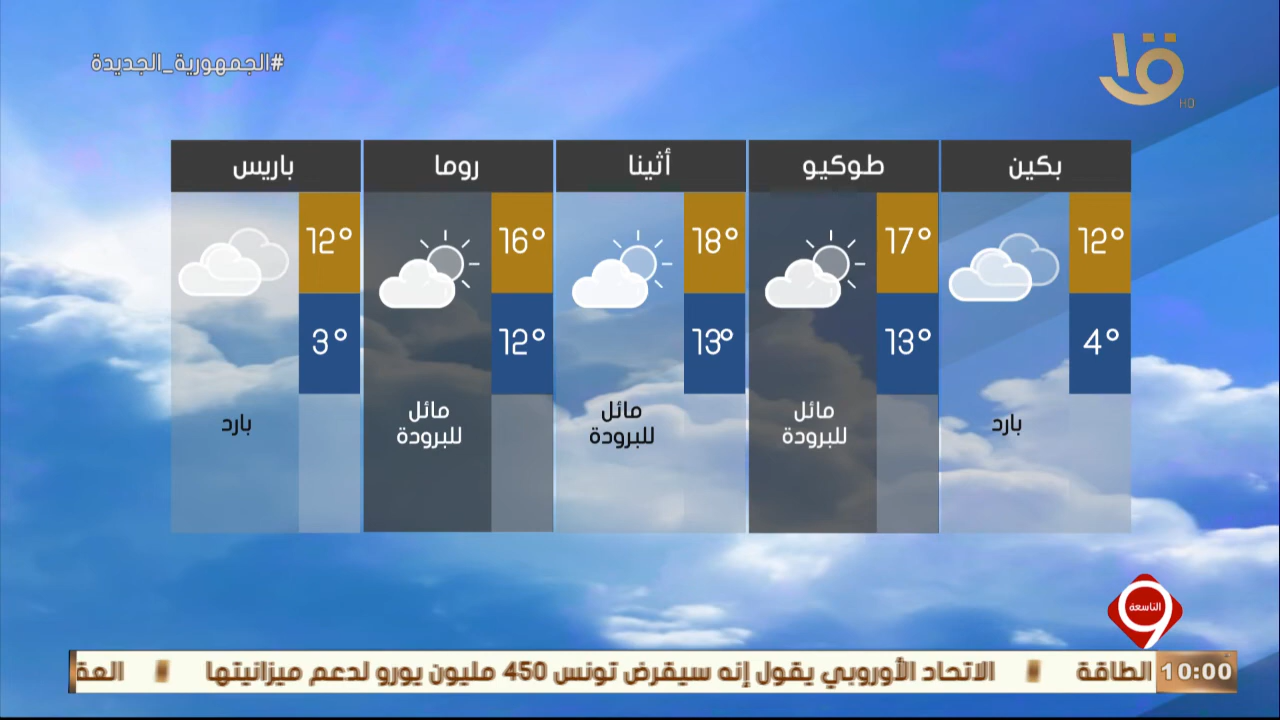 #الجمهورية_الجديدة
HD
بكين
12°
4°
بارد
طوكيو
17°
13°
مائل
للبرودة
أثينا
18°
13°
مائل
للبرودة
روما
16°
12°
مائل
للبرودة
باريس
12°
3°
بارد
التاسعة
9
10:00
الطاقة
الاتحاد الأوروبي يقول إنه سيقرض تونس 450 مليون يورو لدعم ميزانيتها